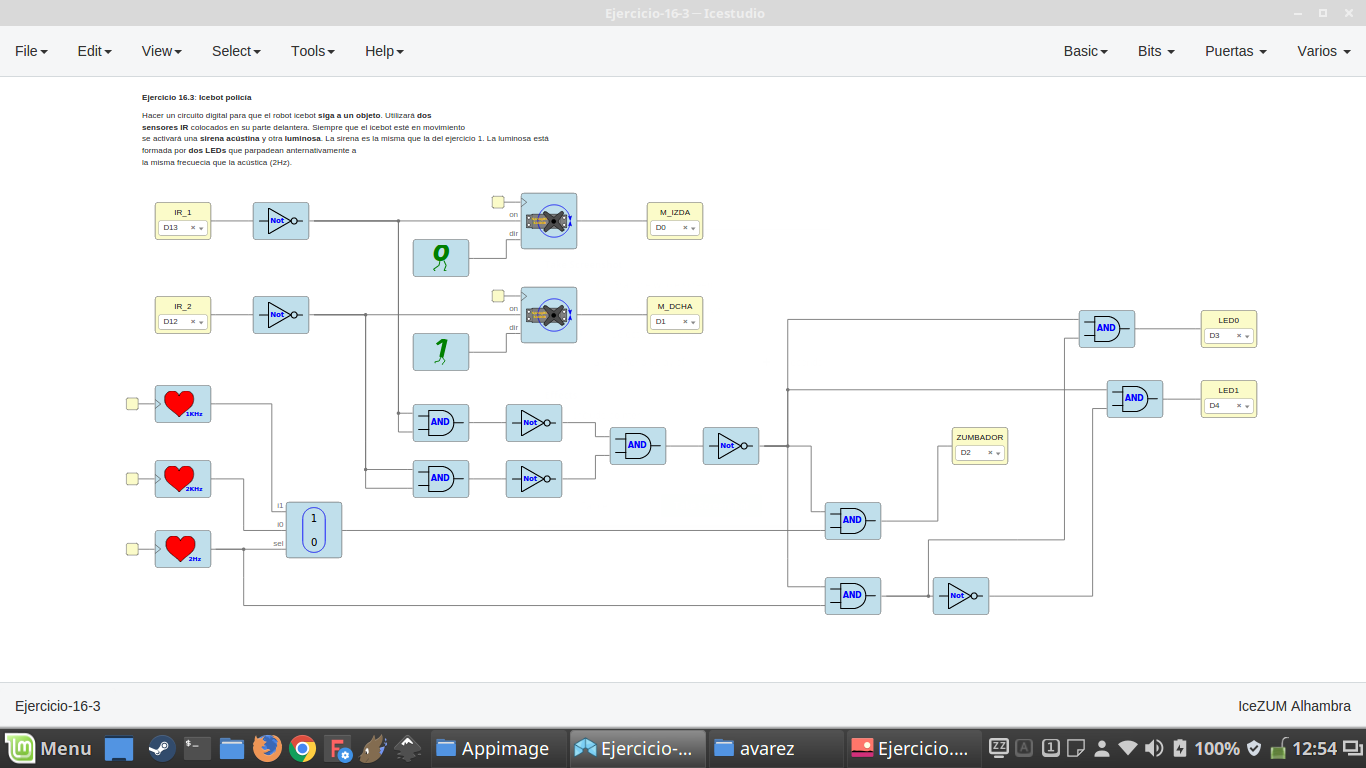 Ejercicio-16-3 – Icestudio
File Edit View Select Tools Help Basic Bits Puertas Varios
Ejercicio 16.3: Icebot policía
Hacer un circuito digital para que el robot icebot siga a un objeto. Utilizará dos
sensores IR colocados en su parte delantera. Siempre que el icebot esté en movimiento
se activará una sirena acústina y otra luminosa. La sirena es la misma que la del ejercicio 1. La luminosa está
formada por dos LEDs que parpadean anternativamente a
la misma frecuecia que la acústica (2Hz).
IR_1
D13
Not
on
dir
0
M_IZDA
D0
IR_2
D12
Not
on
dir
1
M_DCHA
D1
AND
LED0
D3
AND
LED1
D4
1KHz
AND
Not
AND
Not
ZUMBADOR
D2
2KHz
AND
Not
i1
i0
sel
1
0
AND
2Hz
AND
Not
Ejercicio-16-3 IceZUM Alhambra
Menu Appimage Ejercicio-... avarez Ejercicio.... 100% 12:54